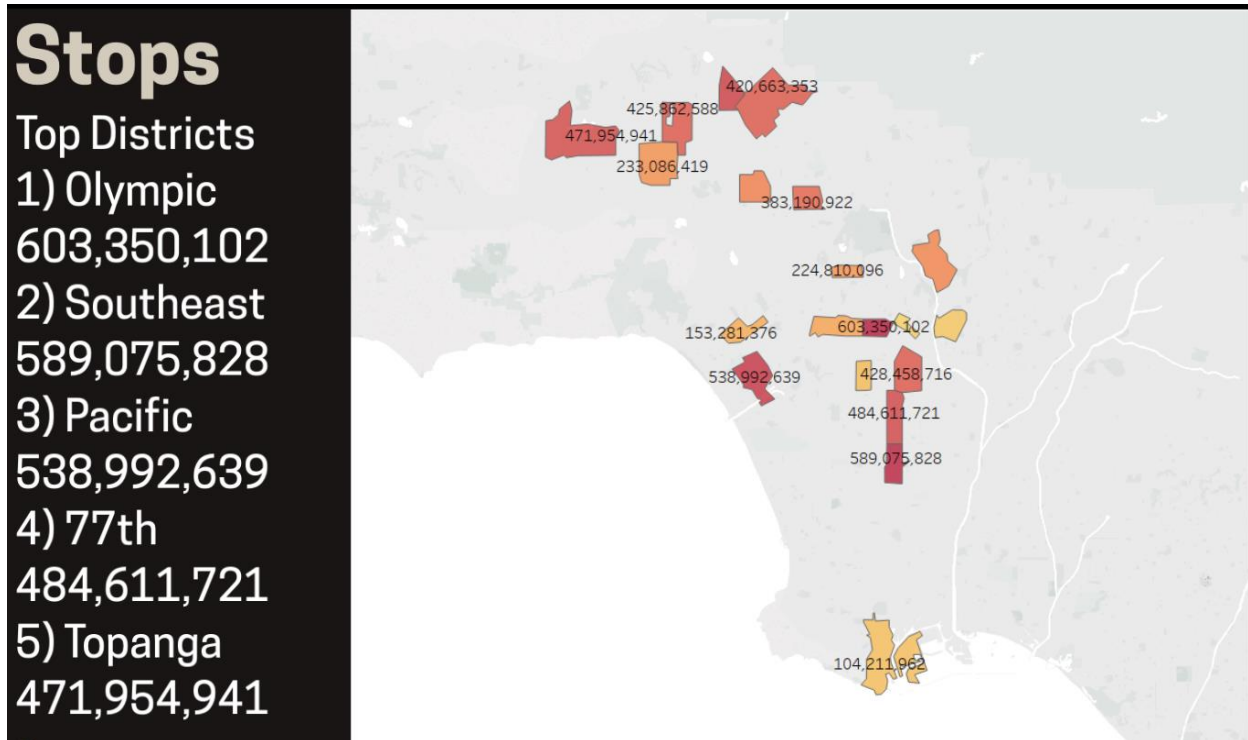 Stops
Top Districts
1) Olympic
603,350,102
2) Southeast
589,075,828
3) Pacific
538,992,639
4) 77th
484,611,721
5) Topanga
471,954,941
420,663,353
425,862,588
471,954,941
233,086,419
383,190,922
224,810,096
153,281,376
603,350,102
538,992,639
428,458,716
484,611,721
589,075,828
104,211,962